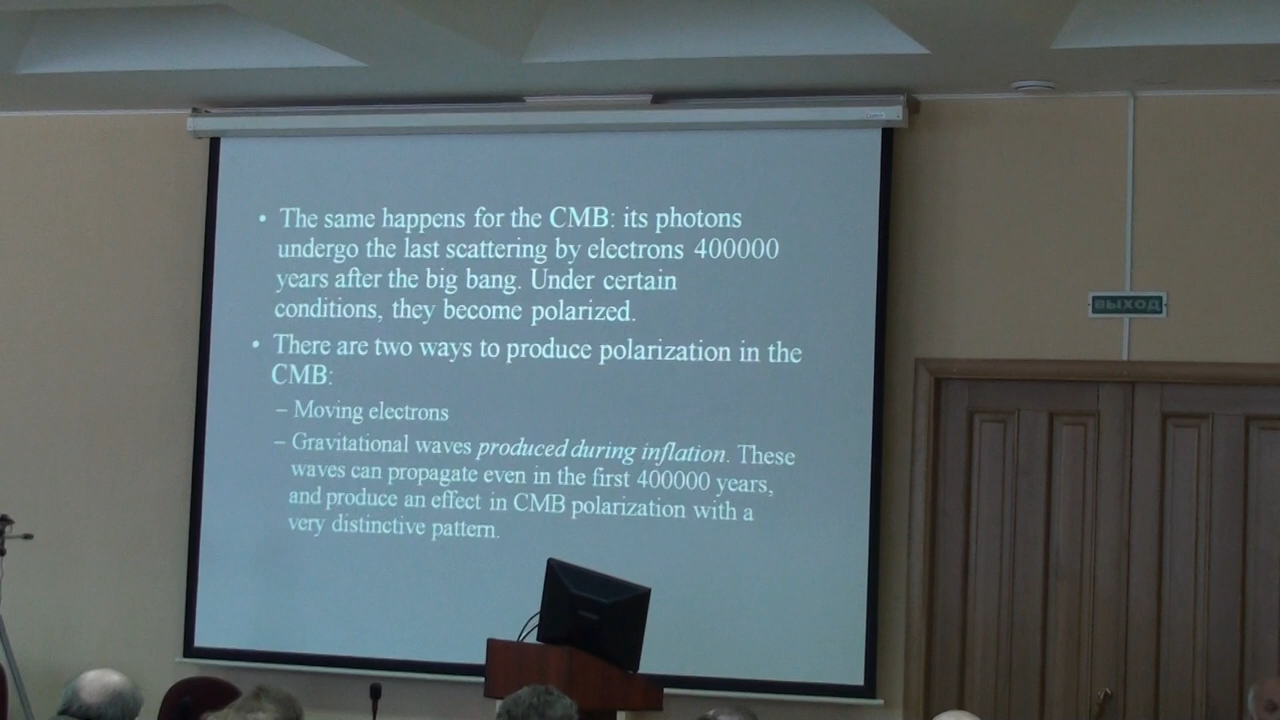 • The same happens for the CMB: its photons
undergo the last scattering by electrons 400000
years after the big bang. Under certain
conditions, they become polarized.
• There are two ways to produce polarization in the
CMB:
– Moving electrons
– Gravitational waves produced during inflation. These
waves can propagate even in the first 400000 years,
and produce an effect in CMB polarization with a
very distinctive pattern.
ВЫХОД